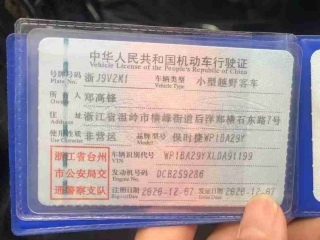 中华人民共和国机动车行驶证
Vehicle License of the People's Republic of China
号牌号码 浙J9V2M1 车辆类型 小型越野客车
Plate No. Vehicle Type
所有人 邓高锋
Owner
住址 浙江省温岭市横峰街道后洋郑横石东路7号
Address
使用性质 非营运 品牌型号 保时捷WP1BA29Y
Use Character Model
浙江省台州 车辆识别代号 WP1BA29YXLDA91199
市公安局交 VIN
通警察支队 发动机号码 DCB259286
Engine No.
注册日期 2020-12-07 发证日期 2020-12-07
Register Date Issue Date